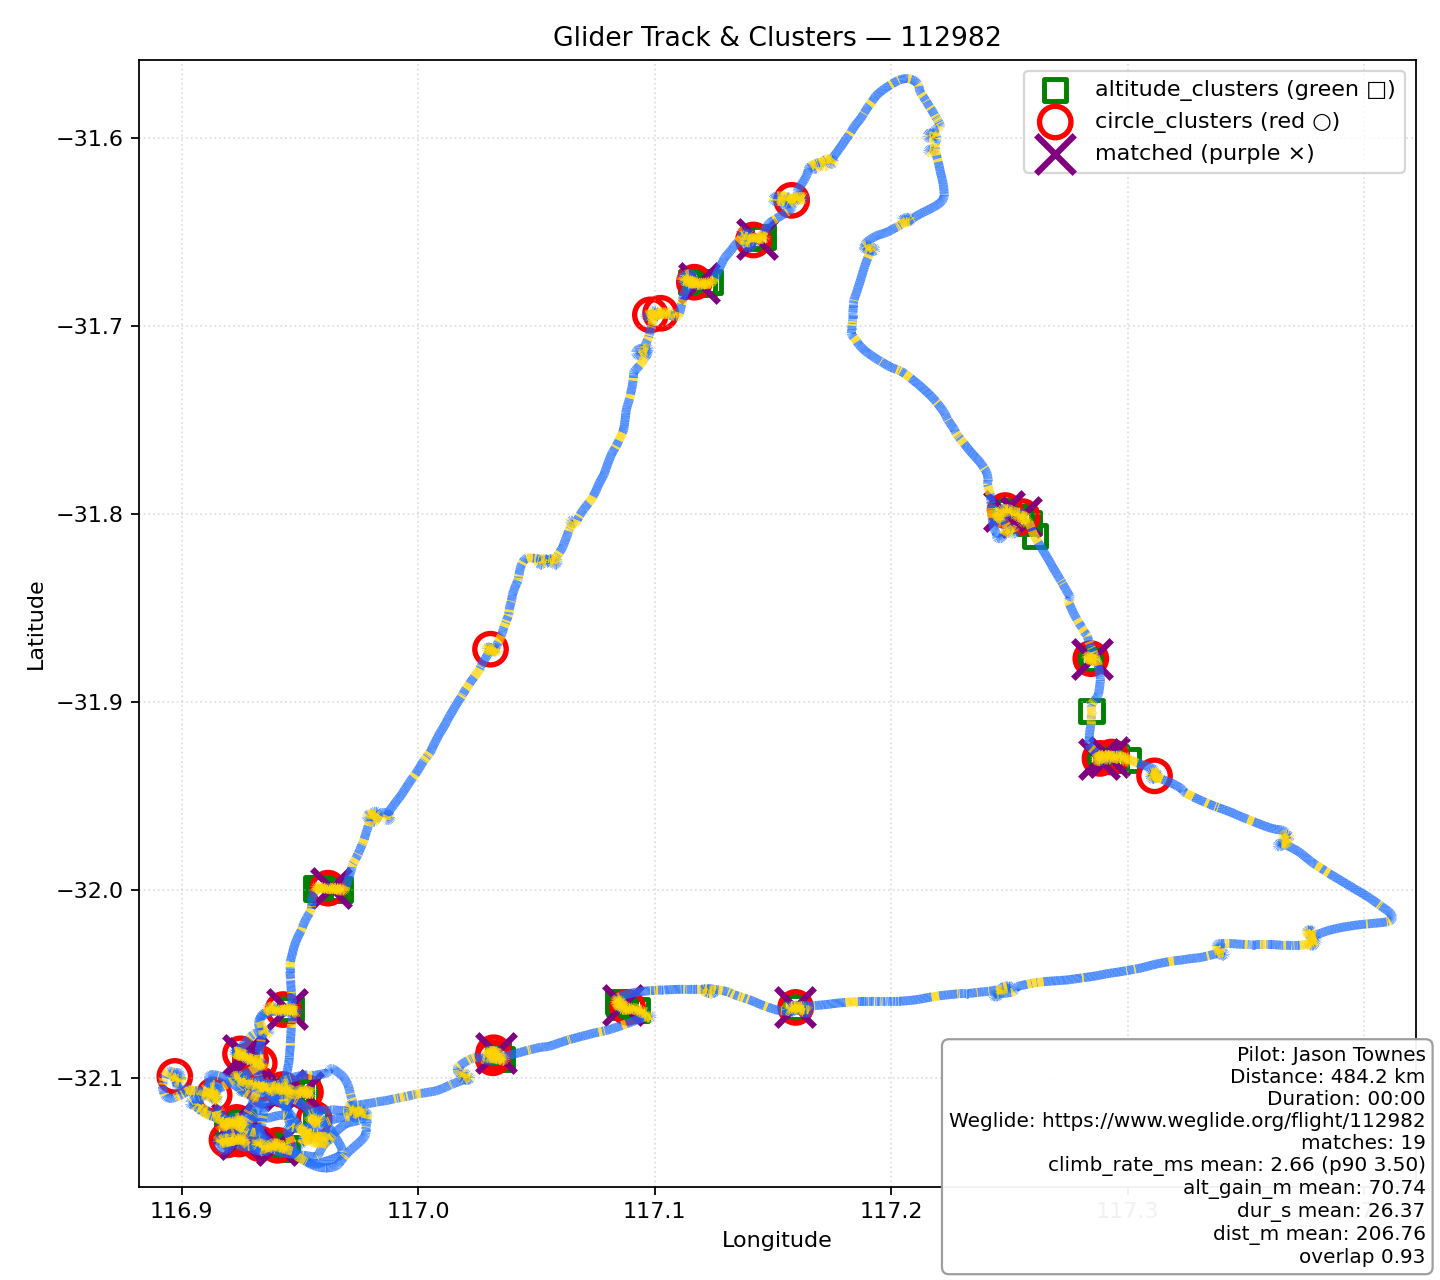 Glider Track & Clusters — 112982
altitude_clusters (green □)
circle_clusters (red ○)
matched (purple ×)
−31.6
−31.7
−31.8
−31.9
−32.0
−32.1
Latitude
116.9
117.0
117.1
117.2
117.3
Longitude
Pilot: Jason Townes
Distance: 484.2 km
Duration: 00:00
Weglide: https://www.weglide.org/flight/112982
matches: 19
climb_rate_ms mean: 2.66 (p90 3.50)
alt_gain_m mean: 70.74
dur_s mean: 26.37
dist_m mean: 206.76
overlap 0.93